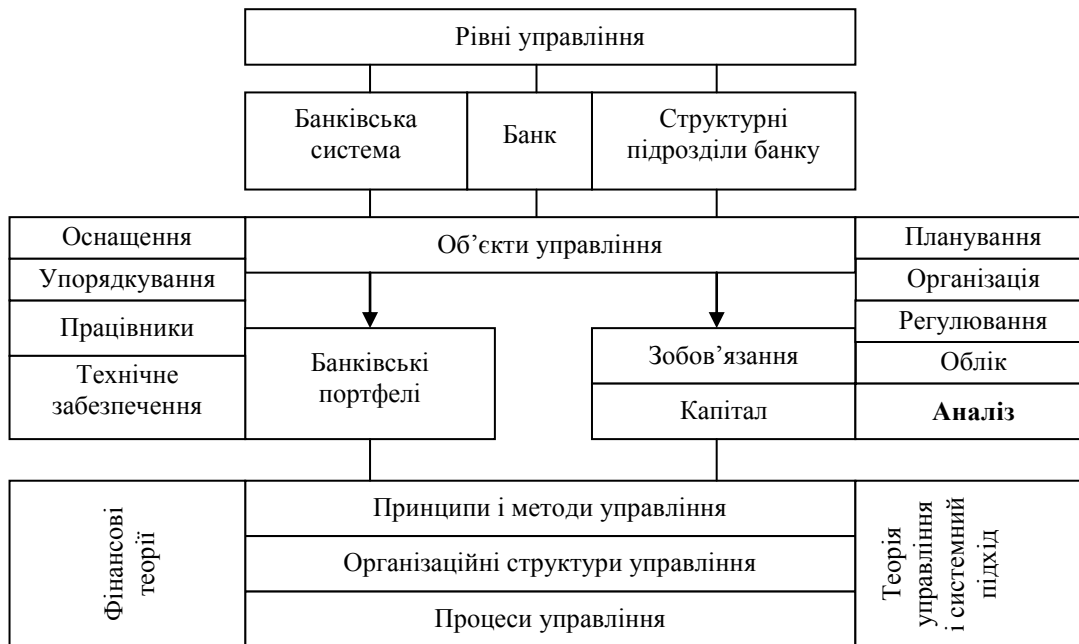 Рівні управління
Банківська
система
Банк
Структурні
підрозділи банку
Оснащення
Упорядкування
Працівники
Технічне
забезпечення
Об’єкти управління
Банківські
портфелі
Зобов’язання
Капітал
Планування
Організація
Регулювання
Облік
Аналіз
Фінансові
теорії
Принципи і методи управління
Організаційні структури управління
Процеси управління
Теорія
управління
і системний
підхід